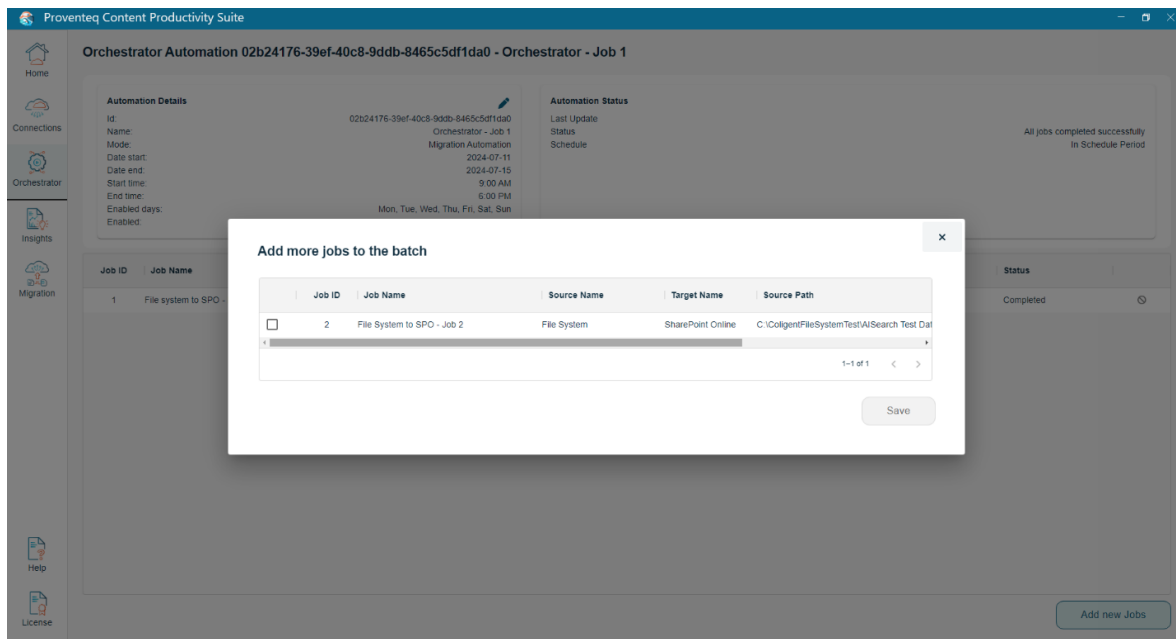 Proventeq Content Productivity Suite
Home
Connections
Orchestrator
Insights
Migration
Help
License
Orchestrator Automation 02b24176-39ef-40c8-9ddb-8465c5df1da0 - Orchestrator - Job 1
Automation Details
Id: 02b24176-39ef-40c8-9ddb-8465c5df1da0
Name: Orchestrator - Job 1
Mode: Migration Automation
Date start: 2024-07-11
Date end: 2024-07-15
Start time: 9:00 AM
End time: 6:00 PM
Enabled days: Mon, Tue, Wed, Thu, Fri, Sat, Sun
Enabled:
Automation Status
Last Update
Status All jobs completed successfully
Schedule In Schedule Period
Job ID Job Name Status
1 File system to SPO - Completed
Add more jobs to the batch
Job ID Job Name Source Name Target Name Source Path
2 File System to SPO - Job 2 File System SharePoint Online C:\ColigentFileSystemTest\AISearch Test Dat
1–1 of 1
Save
Add new Jobs